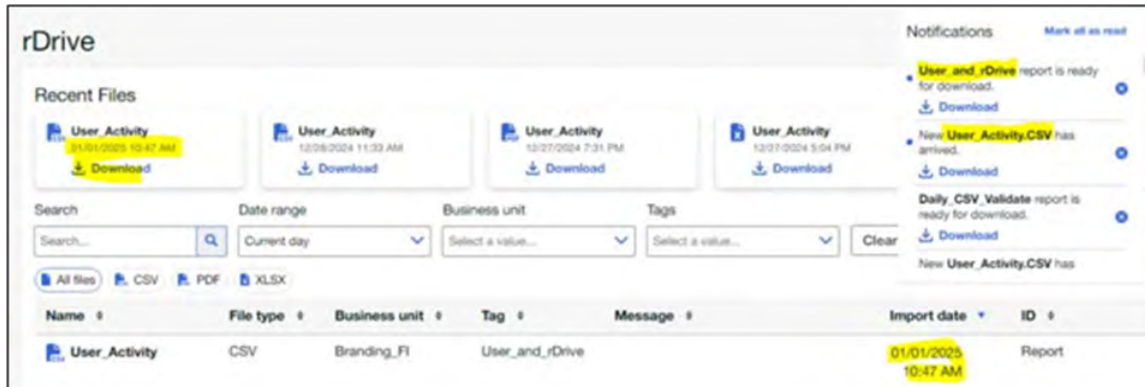 rDrive
Recent Files
User_Activity
01/01/2025 10:47 AM
Download
User_Activity
12/28/2024 11:33 AM
Download
User_Activity
12/27/2024 7:31 PM
Download
User_Activity
12/27/2024 5:04 PM
Download
Notifications Mark all as read
User_and_rDrive report is ready
for download.
Download
New User_Activity.CSV has
arrived.
Download
Daily_CSV_Validate report is
ready for download.
Download
New User_Activity.CSV has
Search Date range Business unit Tags
Search... Current day Select a value... Select a value... Clear
All files CSV PDF XLSX
Name File type Business unit Tag Message Import date ID
User_Activity CSV Branding_FI User_and_rDrive 01/01/2025 Report
10:47 AM